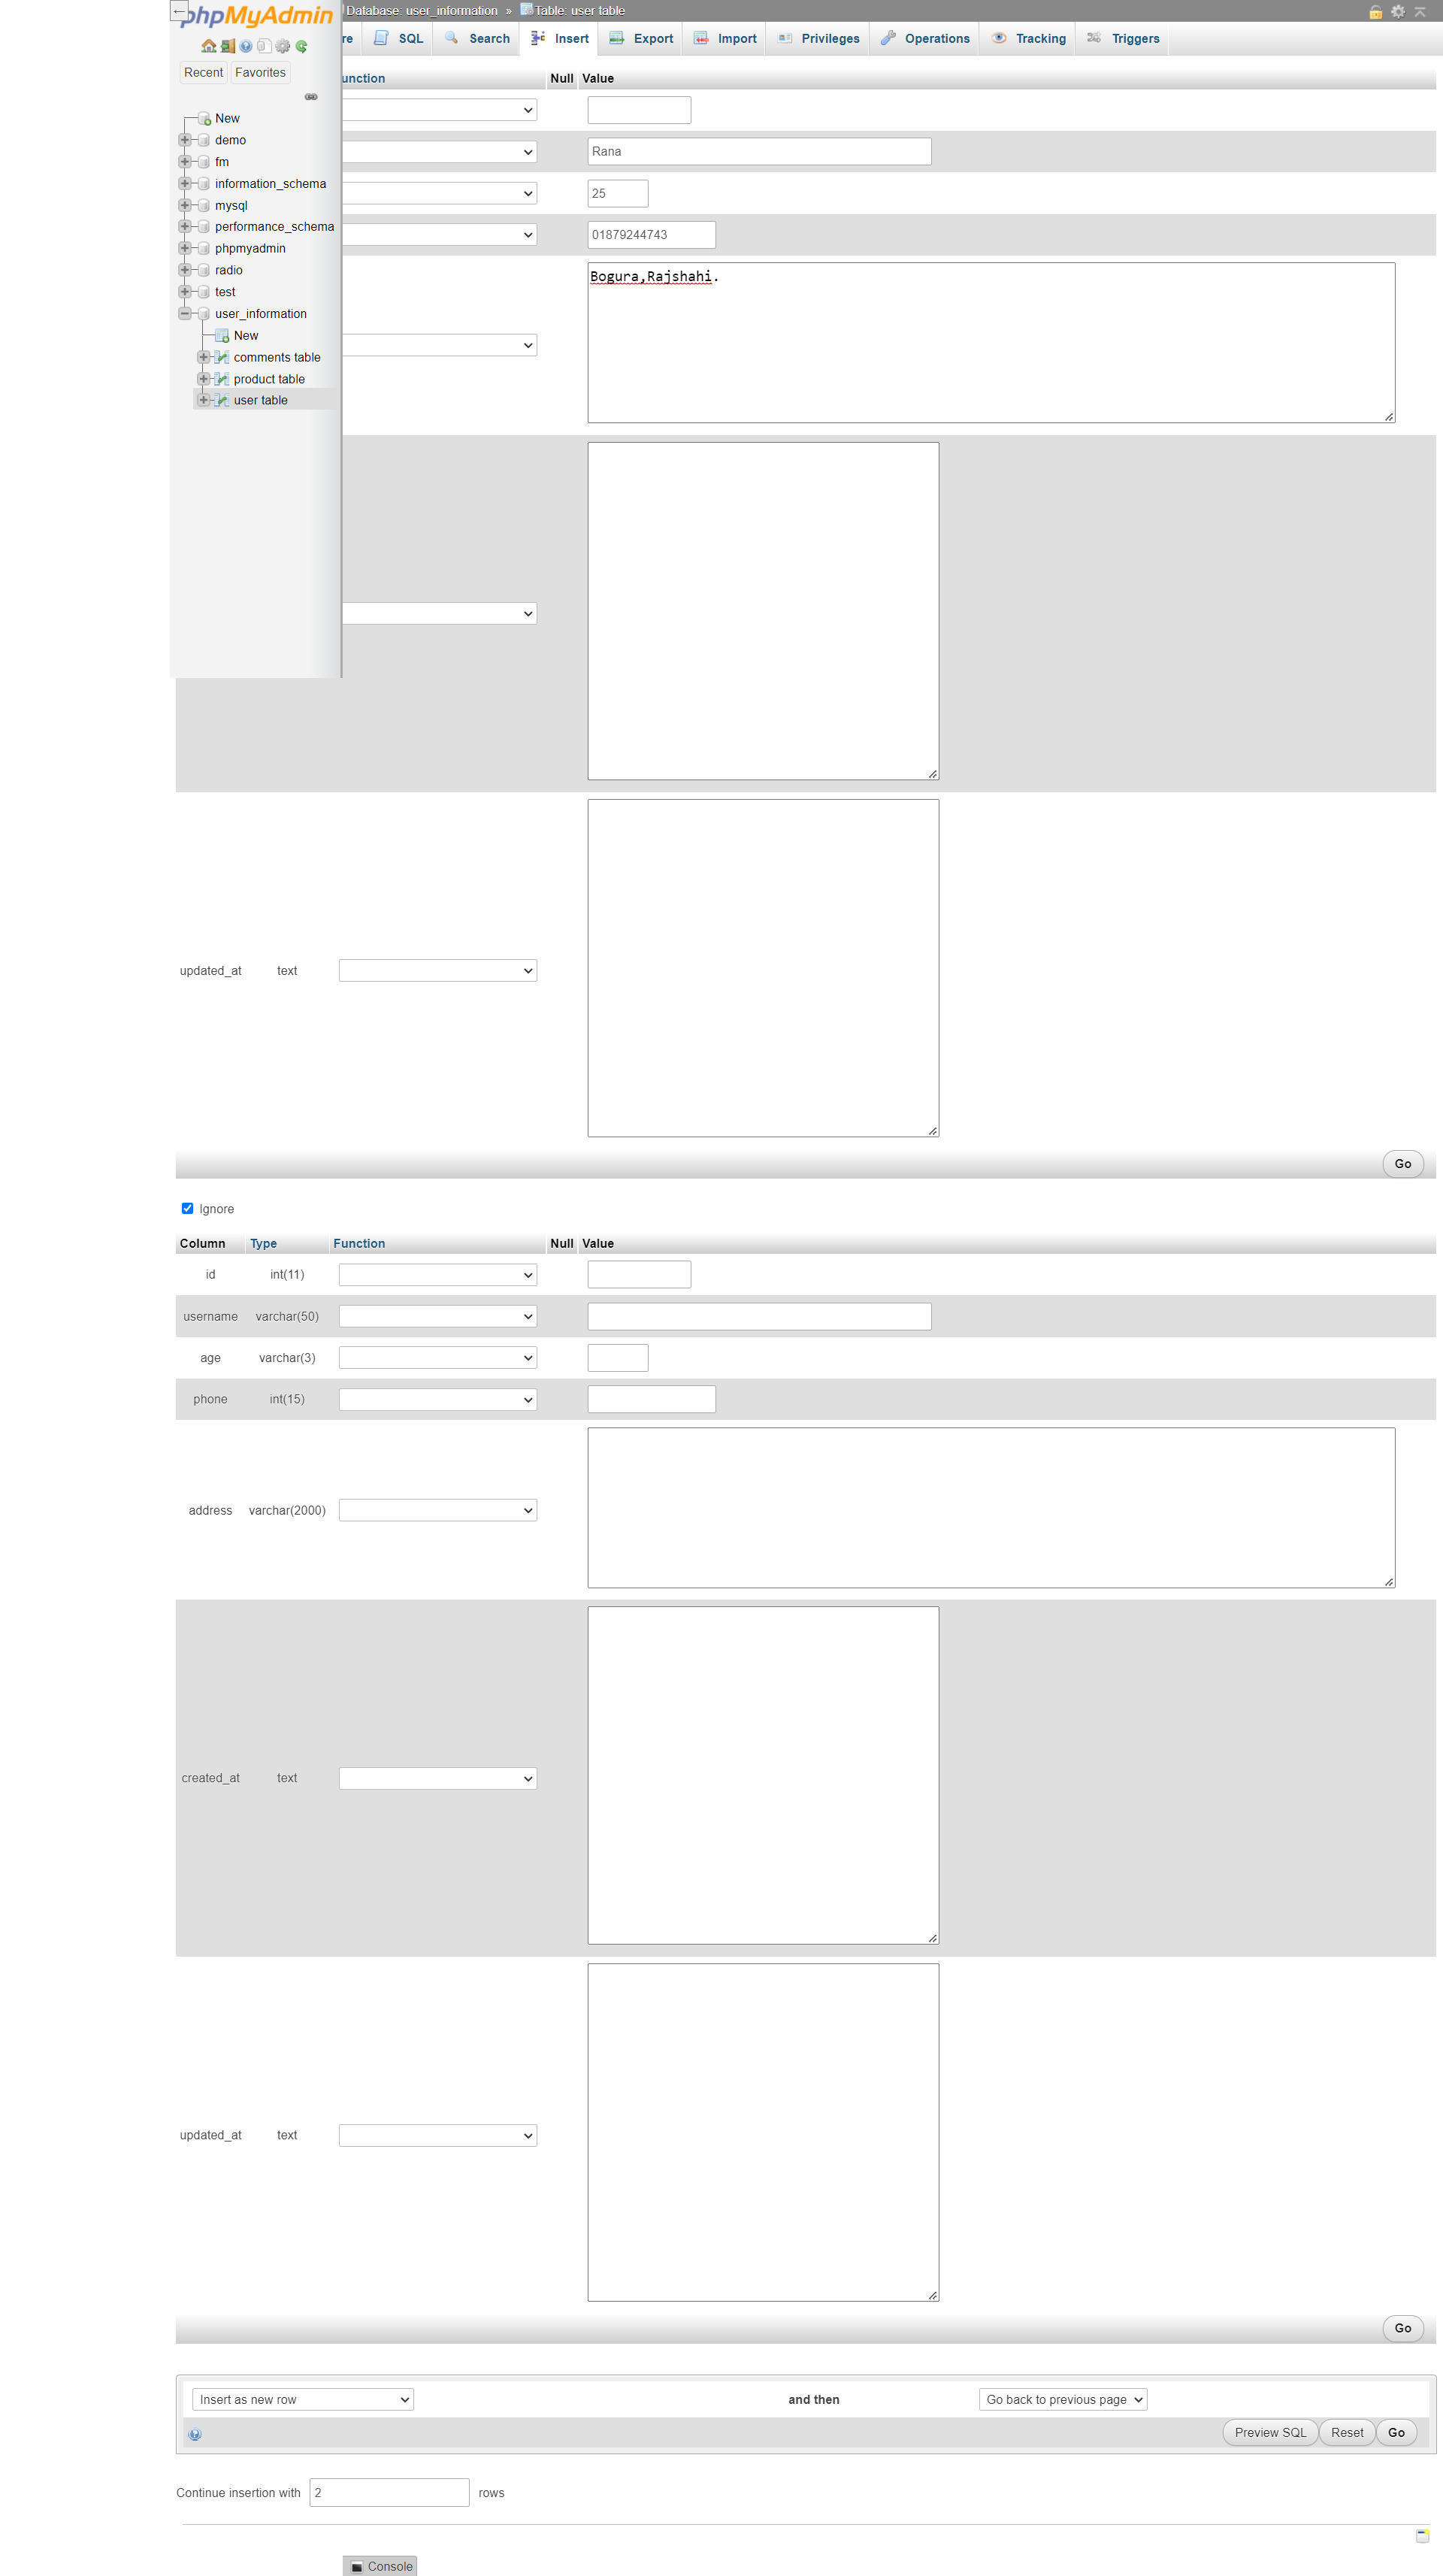 phpMyAdmin
Database: user_information » Table: user table
SQL Search Insert Export Import Privileges Operations Tracking Triggers
Recent Favorites
New
demo
fm
information_schema
mysql
performance_schema
phpmyadmin
radio
test
user_information
New
comments table
product table
user table
Null Value
Rana
25
01879244743
Bogura,Rajshahi.
updated_at text
Go
Ignore
Column Type Function Null Value
id int(11)
username varchar(50)
age varchar(3)
phone int(15)
address varchar(2000)
created_at text
updated_at text
Go
Insert as new row and then Go back to previous page
Preview SQL Reset Go
Continue insertion with 2 rows
Console